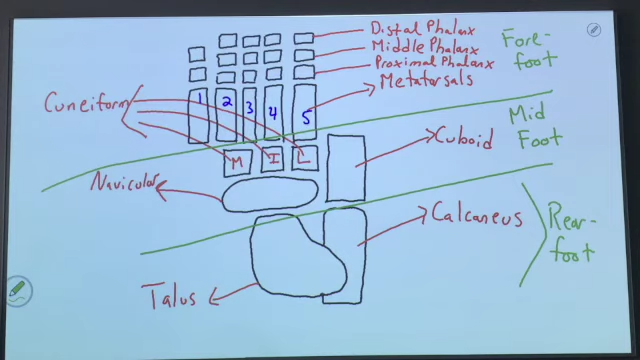 Distal Phalanx
Middle Phalanx
Proximal Phalanx
Metatarsals
Fore-
foot
Cuneiform
1 2 3 4 5
Mid
Foot
Cuboid
M I L
Navicular
Calcaneus
Rear-
foot
Talus